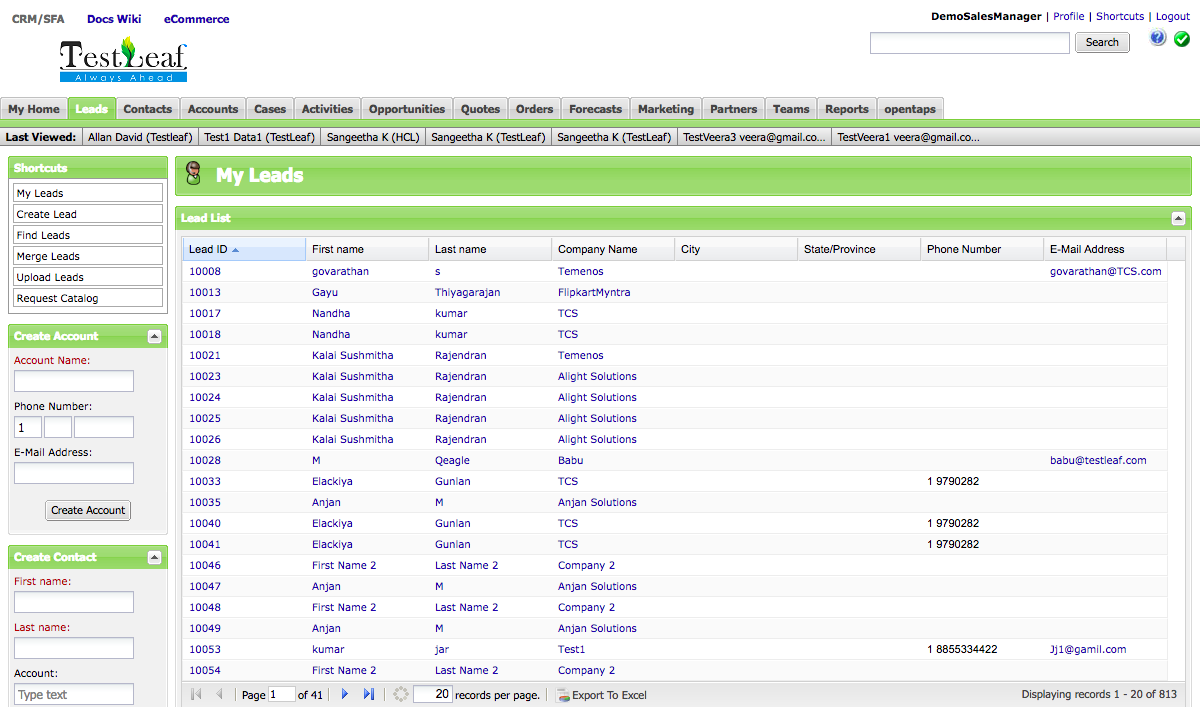 CRM/SFA Docs Wiki eCommerce
DemoSalesManager | Profile | Shortcuts | Logout
Search
TestLeaf
Always Ahead
My Home Leads Contacts Accounts Cases Activities Opportunities Quotes Orders Forecasts Marketing Partners Teams Reports opentaps
Last Viewed: Allan David (Testleaf) Test1 Data1 (TestLeaf) Sangeetha K (HCL) Sangeetha K (TestLeaf) Sangeetha K (TestLeaf) TestVeera3 veera@gmail.co... TestVeera1 veera@gmail.co...
Shortcuts
My Leads
Create Lead
Find Leads
Merge Leads
Upload Leads
Request Catalog
Create Account
Account Name:
Phone Number:
1
E-Mail Address:
Create Account
Create Contact
First name:
Last name:
Account:
Type text
My Leads
Lead List
Lead ID First name Last name Company Name City State/Province Phone Number E-Mail Address
10008 govarathan s Temenos govarathan@TCS.com
10013 Gayu Thiyagarajan FlipkartMyntra
10017 Nandha kumar TCS
10018 Nandha kumar TCS
10021 Kalai Sushmitha Rajendran Temenos
10023 Kalai Sushmitha Rajendran Alight Solutions
10024 Kalai Sushmitha Rajendran Alight Solutions
10025 Kalai Sushmitha Rajendran Alight Solutions
10026 Kalai Sushmitha Rajendran Alight Solutions
10028 M Qeagle Babu babu@testleaf.com
10033 Elackiya Gunlan TCS 1 9790282
10035 Anjan M Anjan Solutions
10040 Elackiya Gunlan TCS 1 9790282
10041 Elackiya Gunlan TCS 1 9790282
10046 First Name 2 Last Name 2 Company 2
10047 Anjan M Anjan Solutions
10048 First Name 2 Last Name 2 Company 2
10049 Anjan M Anjan Solutions
10053 kumar jar Test1 1 8855334422 Jj1@gamil.com
10054 First Name 2 Last Name 2 Company 2
Page 1 of 41 20 records per page. Export To Excel Displaying records 1 - 20 of 813